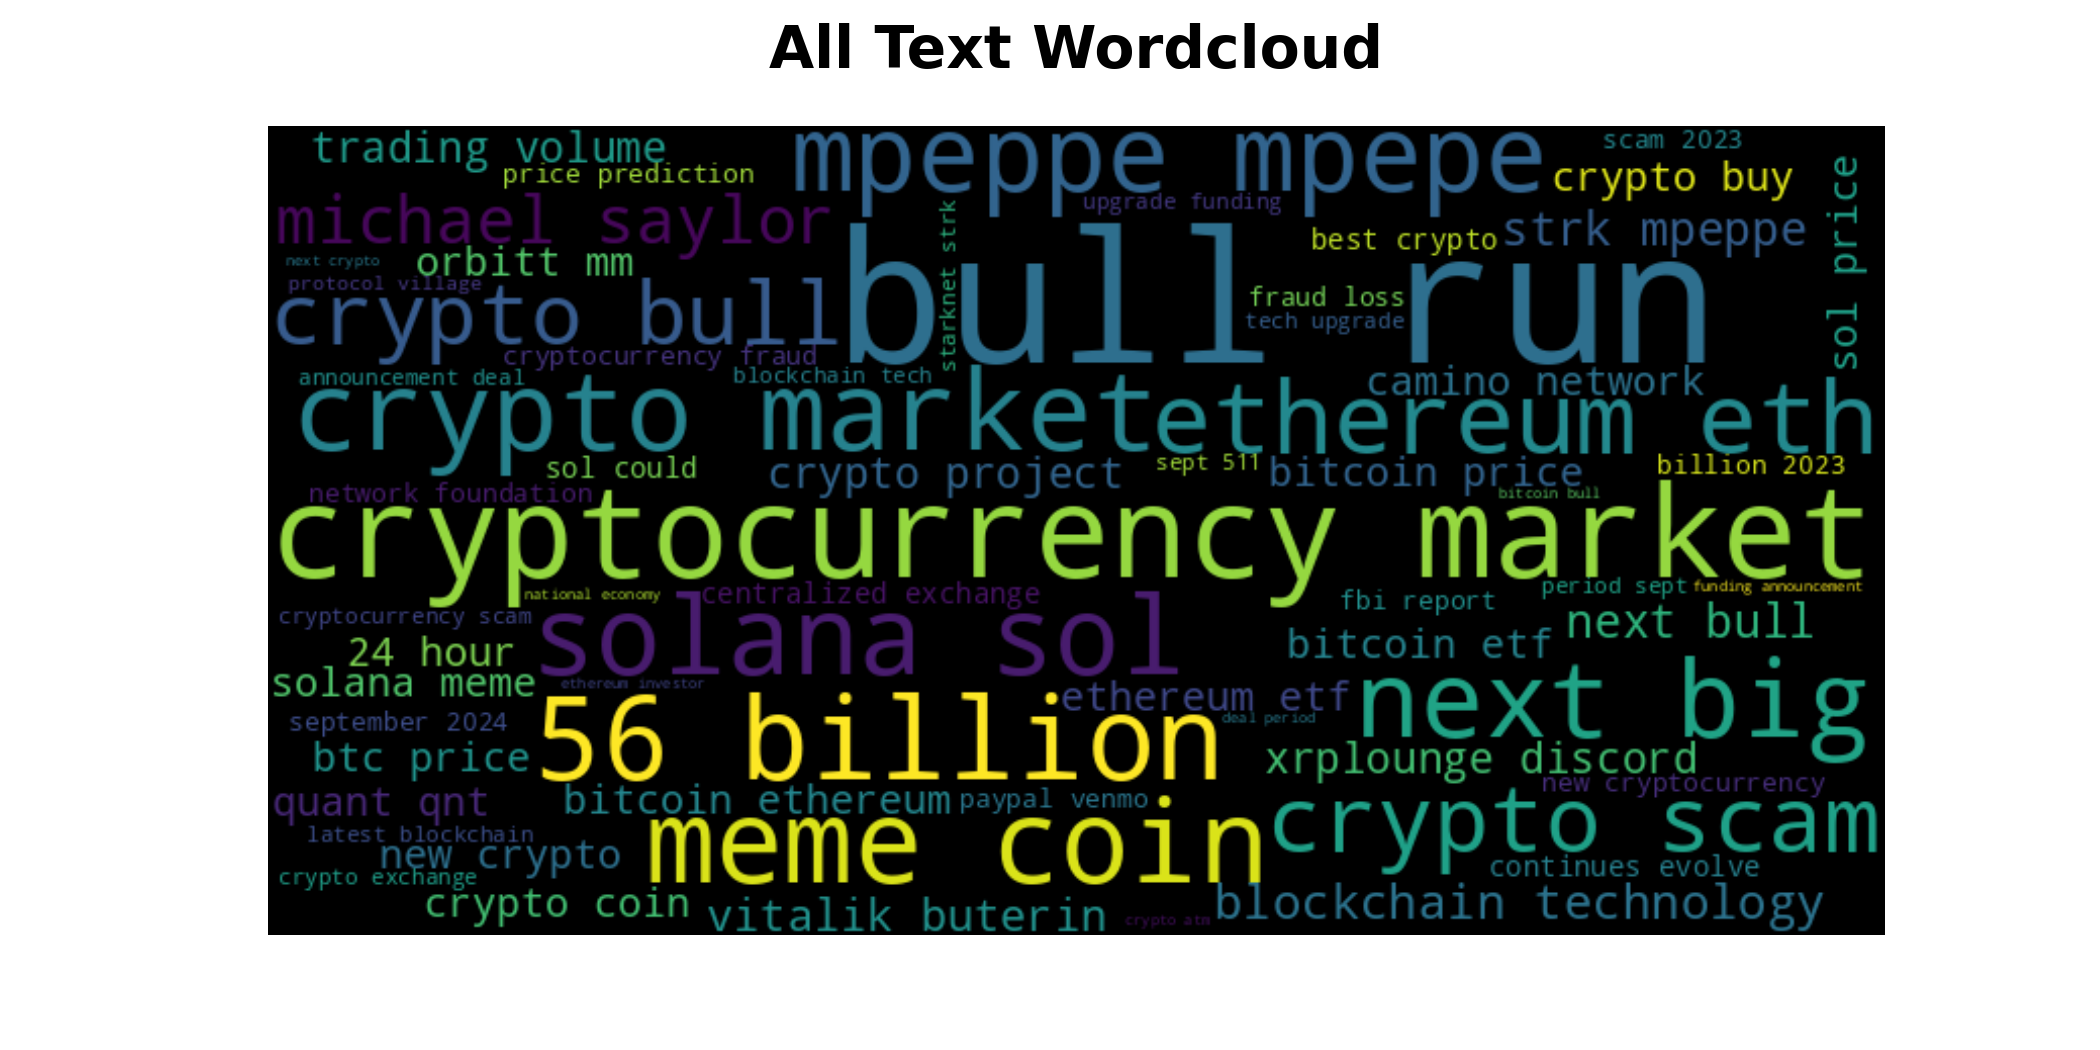 All Text Wordcloud
trading volume
mpeppe mpepe
scam 2023
price prediction
crypto buy
sol price
michael saylor
upgrade funding
starknet strk
best crypto
strk mpeppe
next crypto
orbitt mm
bull run
protocol village
crypto bull
fraud loss
tech upgrade
cryptocurrency fraud
announcement deal
blockchain tech
camino network
crypto market
ethereum eth
sol could
crypto project
sept 511
bitcoin price
billion 2023
network foundation
bitcoin bull
cryptocurrency market
national economy
centralized exchange
fbi report
period sept
funding announcement
cryptocurrency scam
solana sol
next bull
24 hour
bitcoin etf
solana meme
ethereum investor
ethereum etf
next big
september 2024
56 billion
deal period
btc price
xrplounge discord
new cryptocurrency
quant qnt
bitcoin ethereum
paypal venmo
latest blockchain
meme coin
crypto scam
new crypto
continues evolve
crypto exchange
crypto coin
vitalik buterin
crypto atm
blockchain technology